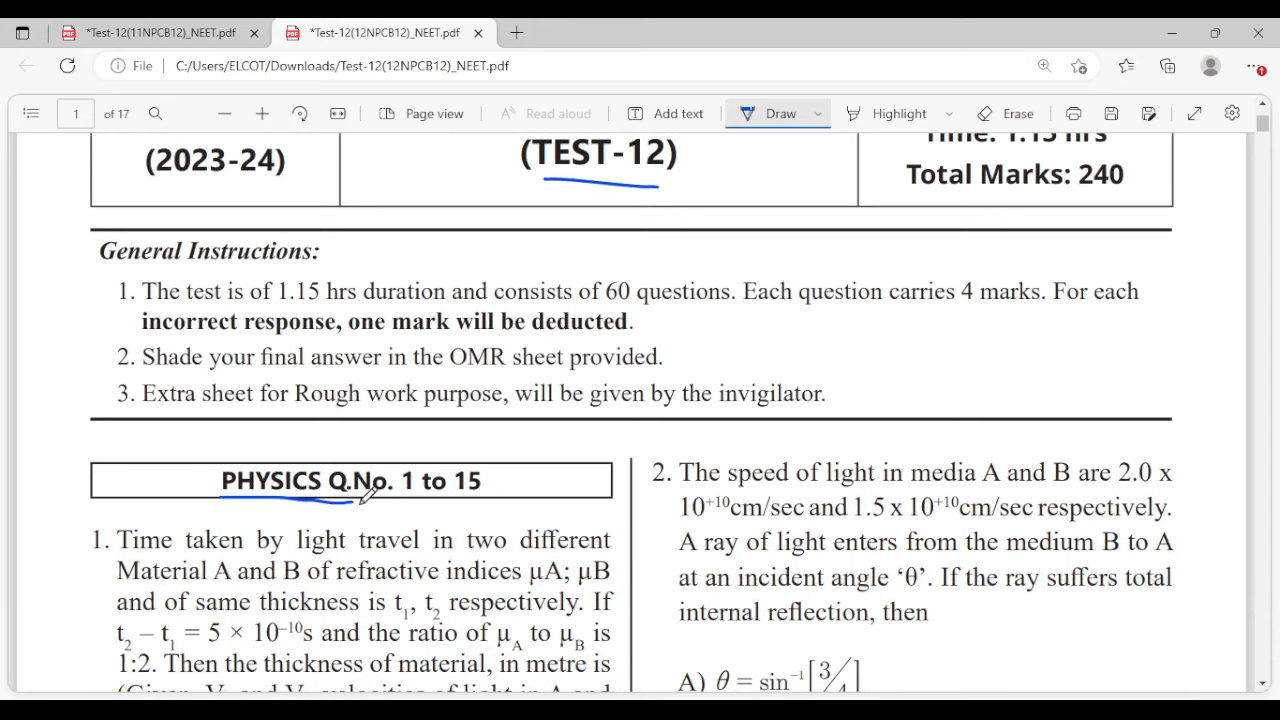 *Test-12(11NPCB12)_NEET.pdf
*Test-12(12NPCB12)_NEET.pdf
File C:/Users/ELCOT/Downloads/Test-12(12NPCB12)_NEET.pdf
1 of 17 Page view Read aloud Add text Draw Highlight Erase
(2023-24)
(TEST-12)
Time: 1.15 hrs
Total Marks: 240
General Instructions:
1. The test is of 1.15 hrs duration and consists of 60 questions. Each question carries 4 marks. For each
incorrect response, one mark will be deducted.
2. Shade your final answer in the OMR sheet provided.
3. Extra sheet for Rough work purpose, will be given by the invigilator.
PHYSICS Q.No. 1 to 15
1. Time taken by light travel in two different
Material A and B of refractive indices μA; μB
and of same thickness is t₁, t₂ respectively. If
t₂ – t₁ = 5 × 10⁻¹⁰s and the ratio of μ_A to μ_B is
1:2. Then the thickness of material, in metre is
2. The speed of light in media A and B are 2.0 x
10⁺¹⁰cm/sec and 1.5 x 10⁺¹⁰cm/sec respectively.
A ray of light enters from the medium B to A
at an incident angle ‘θ’. If the ray suffers total
internal reflection, then
A) θ = sin⁻¹[3/4]